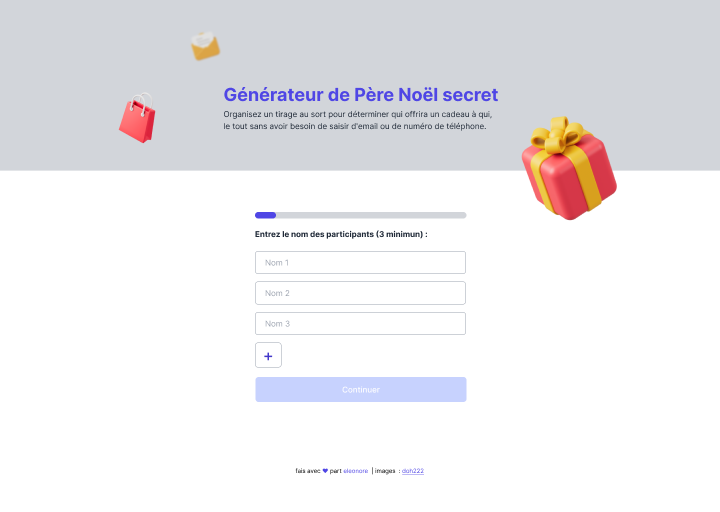 Générateur de Père Noël secret
Organisez un tirage au sort pour déterminer qui offrira un cadeau à qui,
le tout sans avoir besoin de saisir d'email ou de numéro de téléphone.
Entrez le nom des participants (3 minimun) :
Nom 1
Nom 2
Nom 3
+
Continuer
fais avec ♥ part eleonore | images : doh222